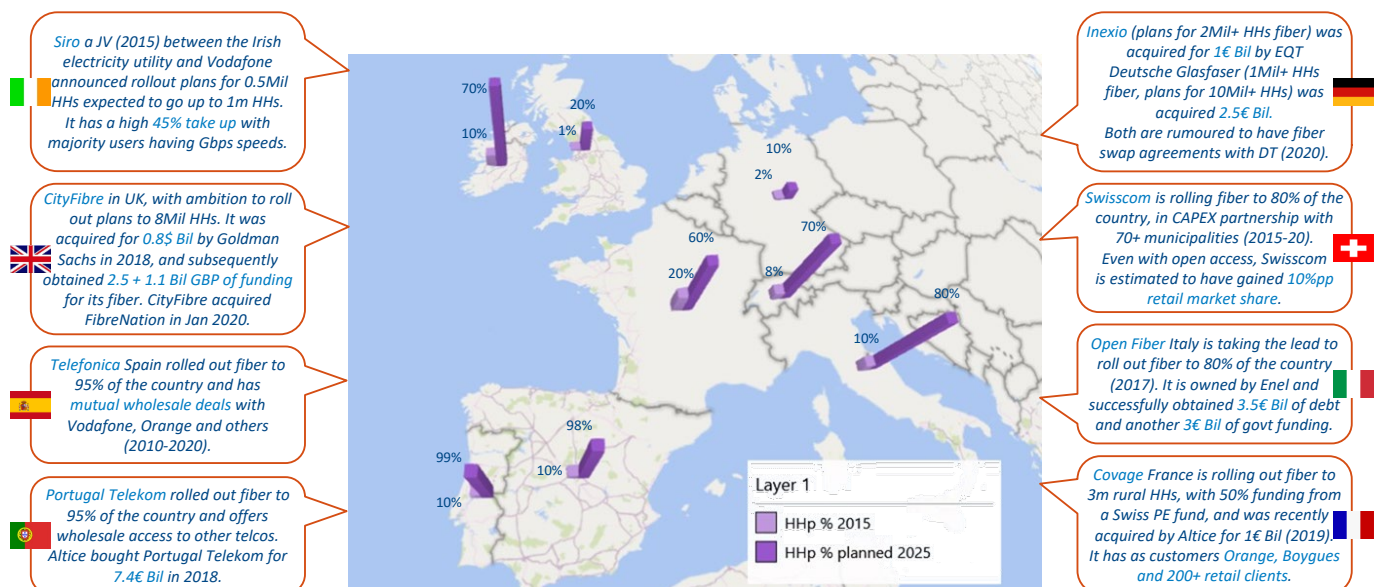 Siro a JV (2015) between the Irish
electricity utility and Vodafone
announced rollout plans for 0.5Mil
HHs expected to go up to 1m HHs.
It has a high 45% take up with
majority users having Gbps speeds.
CityFibre in UK, with ambition to roll
out plans to 8Mil HHs. It was
acquired for 0.8$ Bil by Goldman
Sachs in 2018, and subsequently
obtained 2.5 + 1.1 Bil GBP of funding
for its fiber. CityFibre acquired
FibreNation in Jan 2020.
Telefonica Spain rolled out fiber to
95% of the country and has
mutual wholesale deals with
Vodafone, Orange and others
(2010-2020).
Portugal Telekom rolled out fiber to
95% of the country and offers
wholesale access to other telcos.
Altice bought Portugal Telekom for
7.4€ Bil in 2018.
70%
10%
20%
1%
10%
2%
60%
20%
70%
8%
80%
10%
98%
10%
99%
10%
Layer 1
HHp % 2015
HHp % planned 2025
Inexio (plans for 2Mil+ HHs fiber) was
acquired for 1€ Bil by EQT
Deutsche Glasfaser (1Mil+ HHs
fiber, plans for 10Mil+ HHs) was
acquired 2.5€ Bil.
Both are rumoured to have fiber
swap agreements with DT (2020).
Swisscom is rolling fiber to 80% of the
country, in CAPEX partnership with
70+ municipalities (2015-20).
Even with open access, Swisscom
is estimated to have gained 10%pp
retail market share.
Open Fiber Italy is taking the lead to
roll out fiber to 80% of the country
(2017). It is owned by Enel and
successfully obtained 3.5€ Bil of debt
and another 3€ Bil of govt funding.
Covage France is rolling out fiber to
3m rural HHs, with 50% funding from
a Swiss PE fund, and was recently
acquired by Altice for 1€ Bil (2019).
It has as customers Orange, Boygues
and 200+ retail clients.